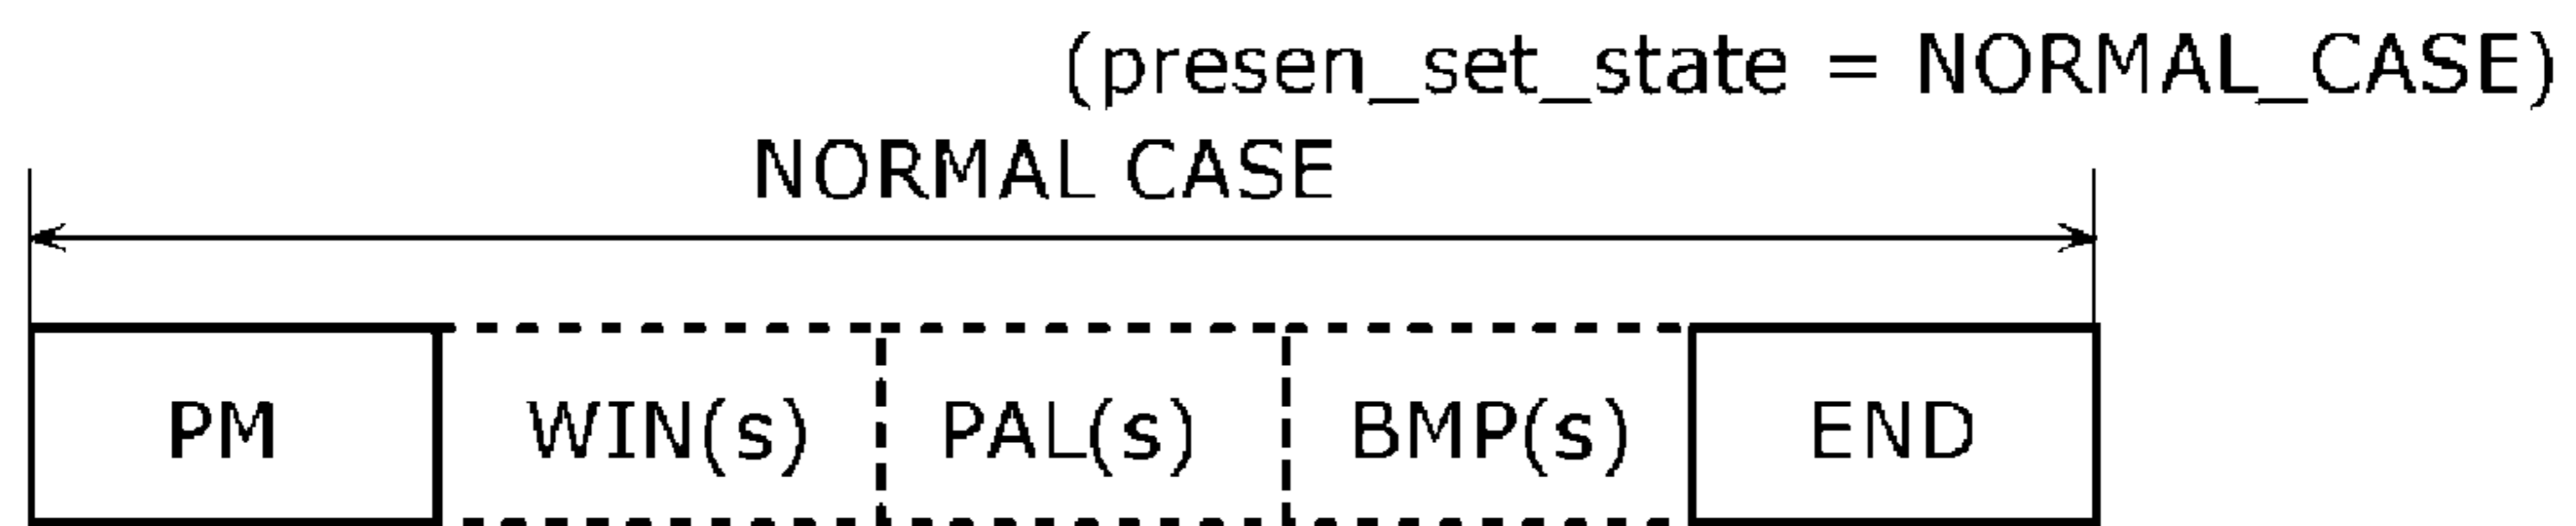 (presen_set_state = NORMAL_CASE)
NORMAL CASE
PM WIN(s) PAL(s) BMP(s) END